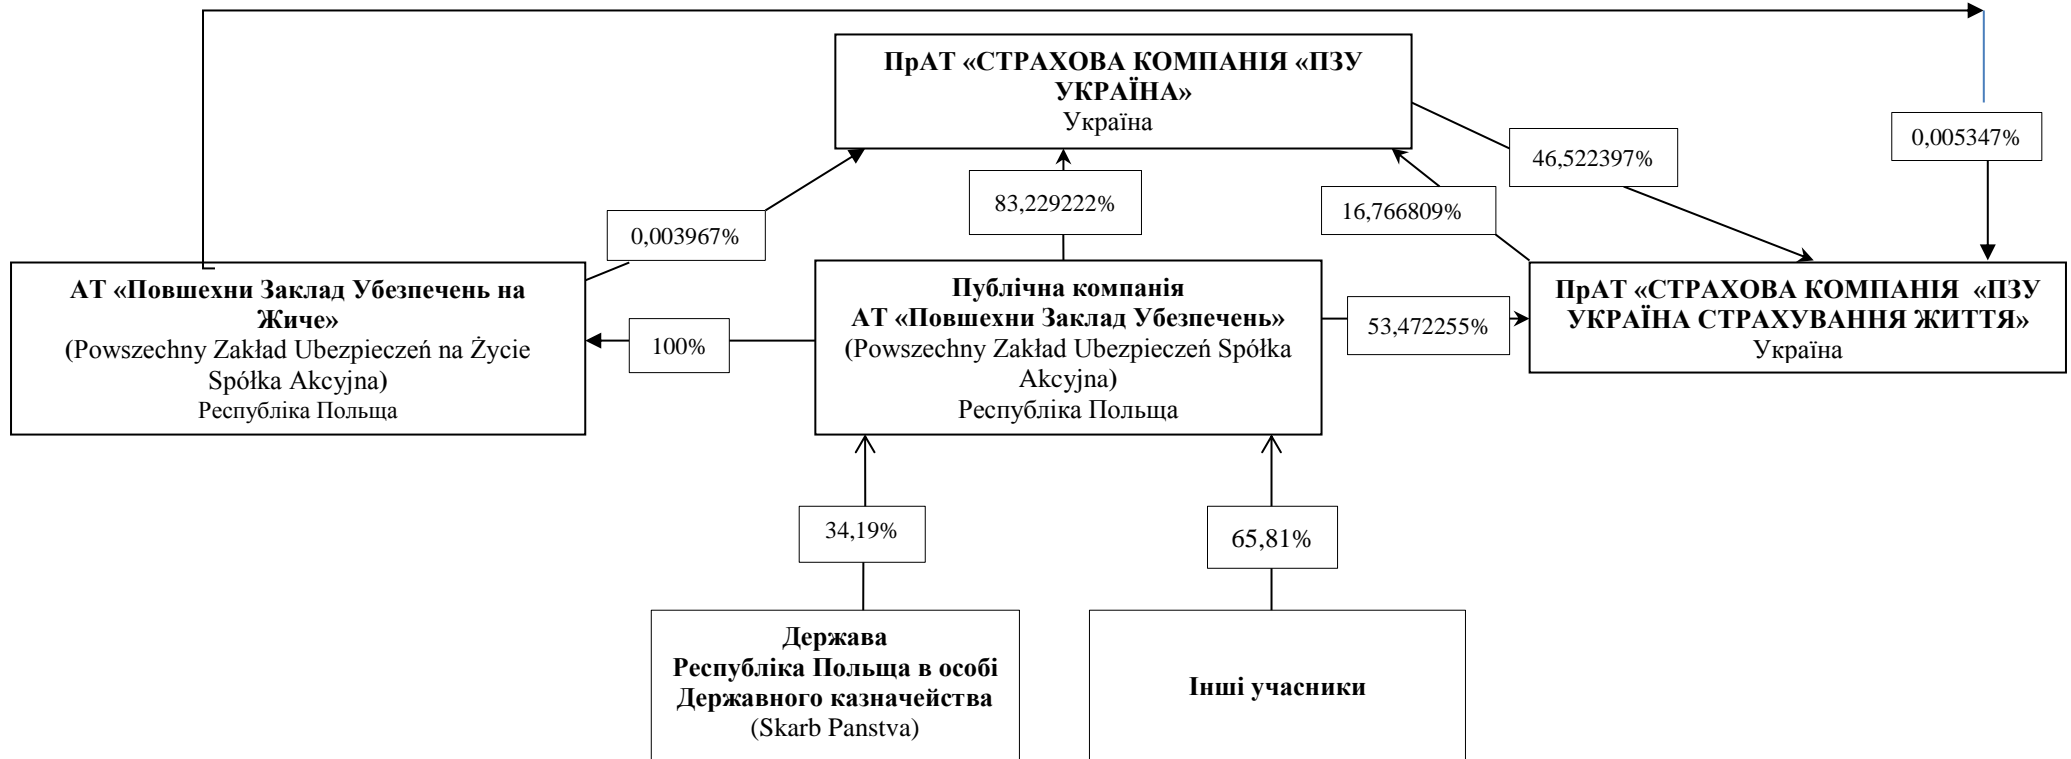 ПрАТ «СТРАХОВА КОМПАНІЯ «ПЗУ
УКРАЇНА»
Україна
46,522397%
0,005347%
83,229222%
16,766809%
0,003967%
АТ «Повшехни Заклад Убезпечень на
Жиче»
(Powszechny Zakład Ubezpieczeń na Życie
Spółka Akcyjna)
Республіка Польща
100%
Публічна компанія
АТ «Повшехни Заклад Убезпечень»
(Powszechny Zakład Ubezpieczeń Spółka
Akcyjna)
Республіка Польща
53,472255%
ПрАТ «СТРАХОВА КОМПАНІЯ «ПЗУ
УКРАЇНА СТРАХУВАННЯ ЖИТТЯ»
Україна
34,19%
65,81%
Держава
Республіка Польща в особі
Державного казначейства
(Skarb Panstva)
Інші учасники